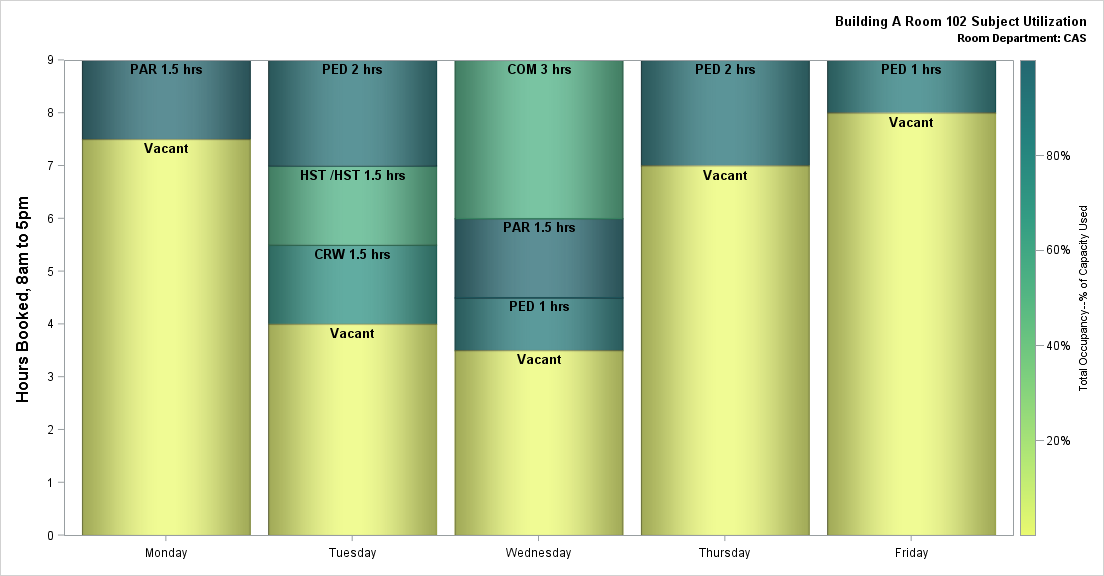 Building A Room 102 Subject Utilization
Room Department: CAS
Hours Booked, 8am to 5pm
9
8
7
6
5
4
3
2
1
0
PAR 1.5 hrs
Vacant
PED 2 hrs
HST /HST 1.5 hrs
CRW 1.5 hrs
Vacant
COM 3 hrs
PAR 1.5 hrs
PED 1 hrs
Vacant
PED 2 hrs
Vacant
PED 1 hrs
Vacant
Monday
Tuesday
Wednesday
Thursday
Friday
80%
60%
40%
20%
Total Occupancy--% of Capacity Used